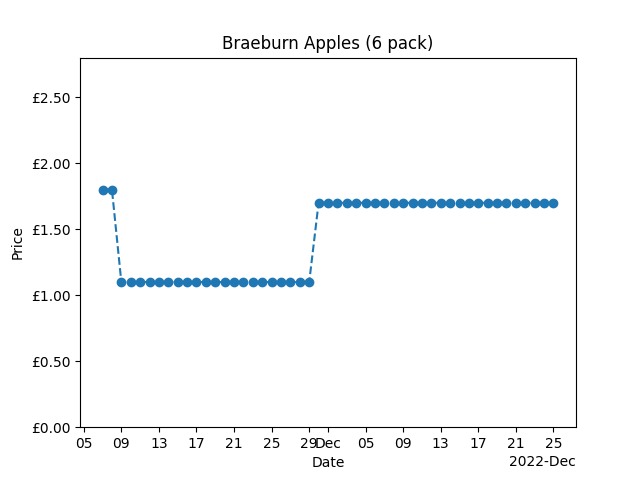 Braeburn Apples (6 pack)
£2.50
£2.00
£1.50
£1.00
£0.50
£0.00
Price
05 09 13 17 21 25 29 Dec 05 09 13 17 21 25
Date
2022-Dec